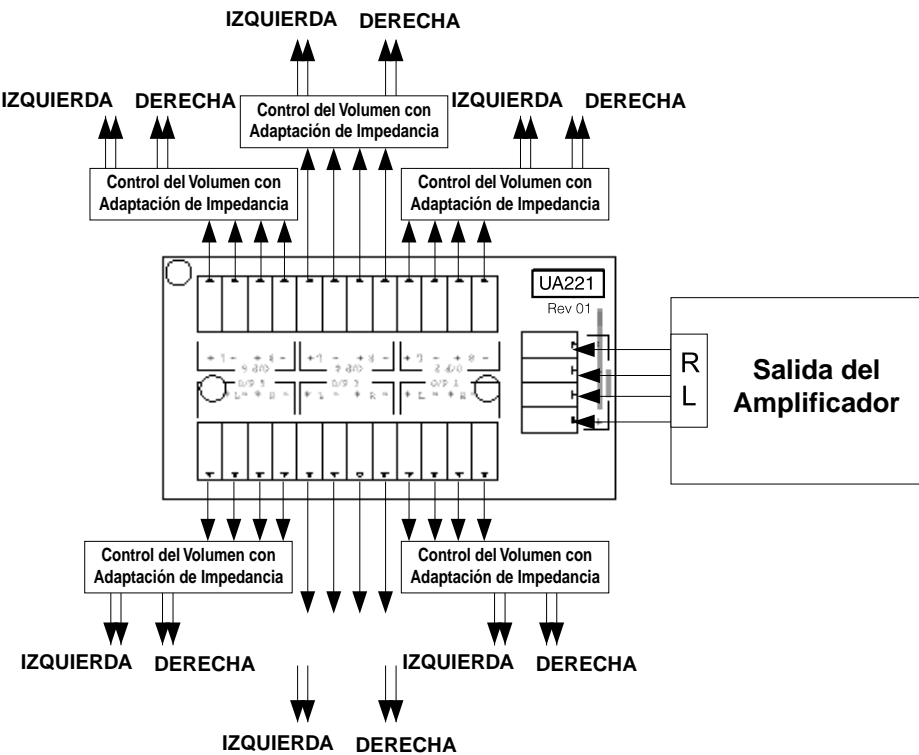 IZQUIERDA DERECHA
IZQUIERDA DERECHA
Control del Volumen con
Adaptación de Impedancia
IZQUIERDA DERECHA
Control del Volumen con
Adaptación de Impedancia
Control del Volumen con
Adaptación de Impedancia
UA221
Rev 01
R
L
Salida del
Amplificador
Control del Volumen con
Adaptación de Impedancia
Control del Volumen con
Adaptación de Impedancia
IZQUIERDA DERECHA
IZQUIERDA DERECHA
IZQUIERDA DERECHA